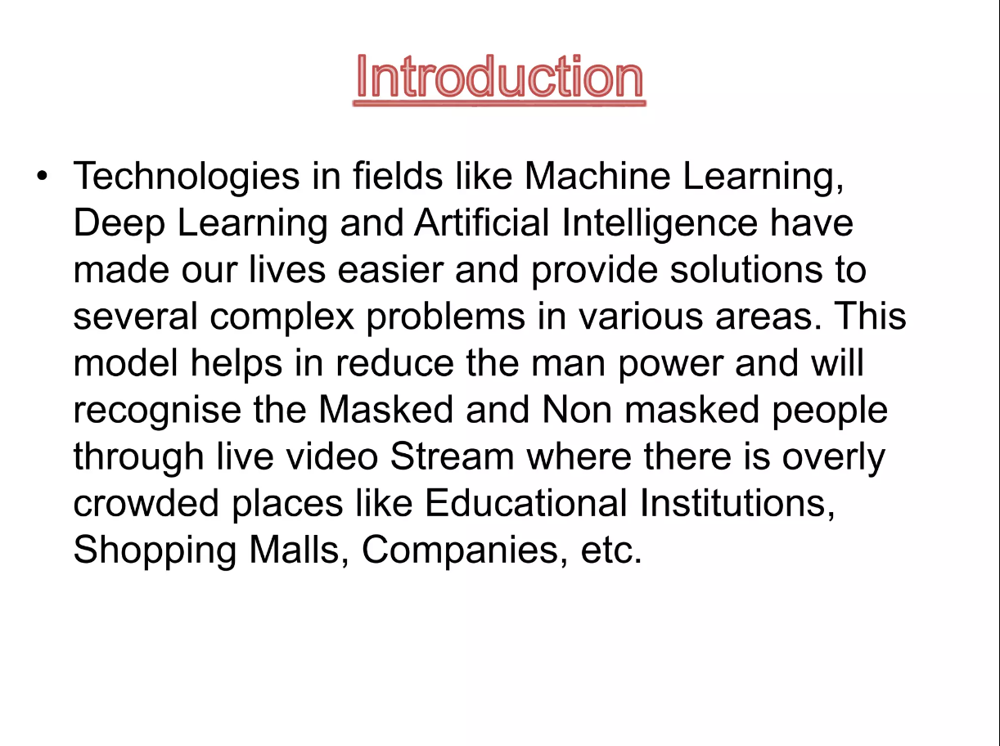 Introduction
• Technologies in fields like Machine Learning,
Deep Learning and Artificial Intelligence have
made our lives easier and provide solutions to
several complex problems in various areas. This
model helps in reduce the man power and will
recognise the Masked and Non masked people
through live video Stream where there is overly
crowded places like Educational Institutions,
Shopping Malls, Companies, etc.